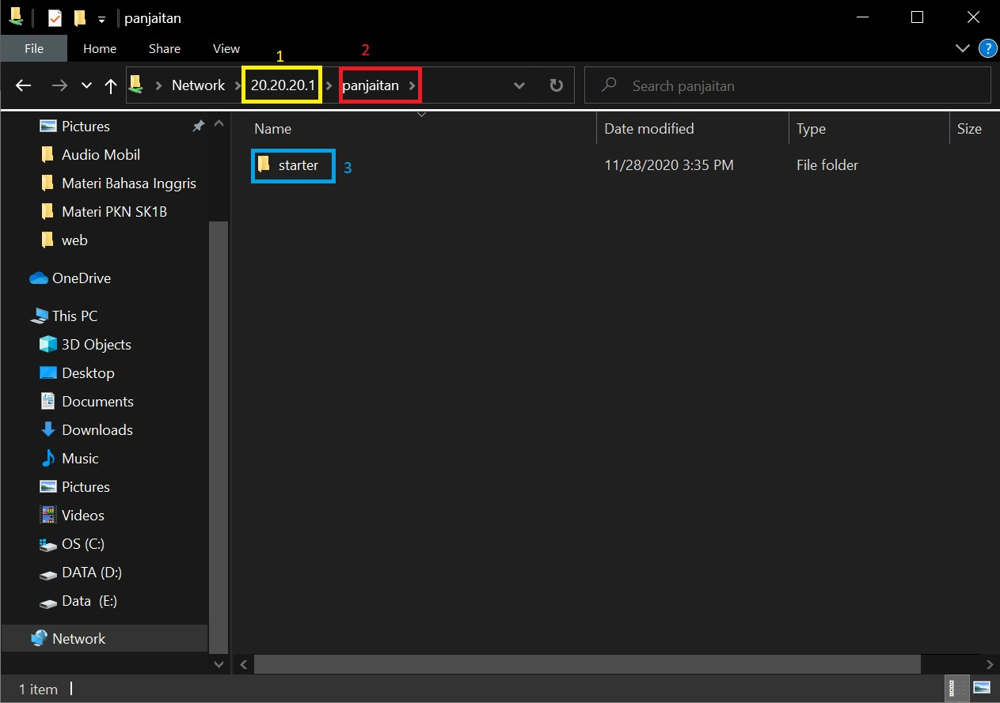 panjaitan
File Home Share View
1 2
Network 20.20.20.1 panjaitan
Search panjaitan
Name Date modified Type Size
starter 11/28/2020 3:35 PM File folder
3
Pictures
Audio Mobil
Materi Bahasa Inggris
Materi PKN SK1B
web
OneDrive
This PC
3D Objects
Desktop
Documents
Downloads
Music
Pictures
Videos
OS (C:)
DATA (D:)
Data (E:)
Network
1 item